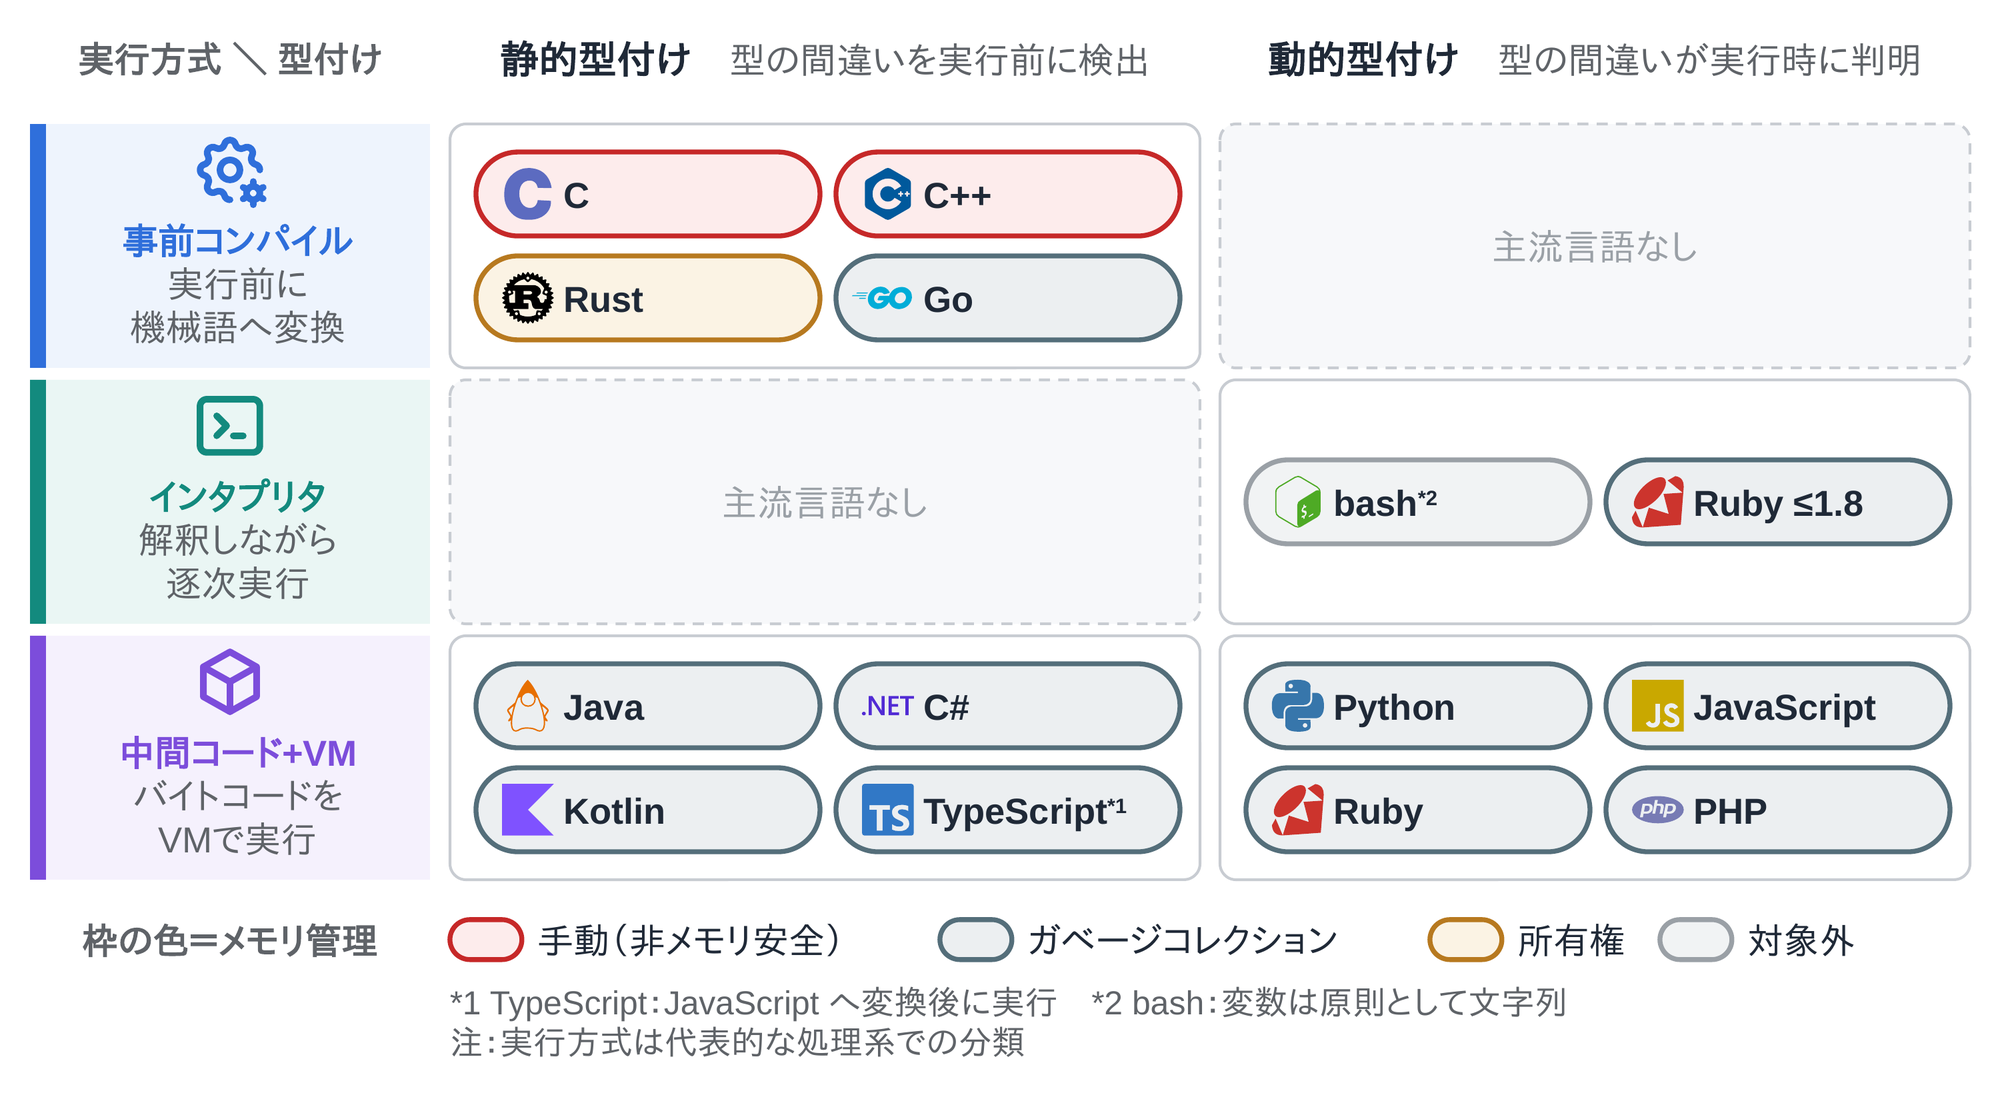 実行方式 ＼ 型付け
静的型付け 型の間違いを実行前に検出
動的型付け 型の間違いが実行時に判明
事前コンパイル
実行前に
機械語へ変換
C
C++
Rust
GO Go
主流言語なし
インタプリタ
解釈しながら
逐次実行
主流言語なし
bash*2
Ruby ≤1.8
中間コード+VM
バイトコードを
VMで実行
Java
.NET C#
Kotlin
TS TypeScript*1
Python
JS JavaScript
Ruby
php PHP
枠の色＝メモリ管理
手動（非メモリ安全）
ガベージコレクション
所有権
対象外
*1 TypeScript：JavaScript へ変換後に実行 *2 bash：変数は原則として文字列
注：実行方式は代表的な処理系での分類